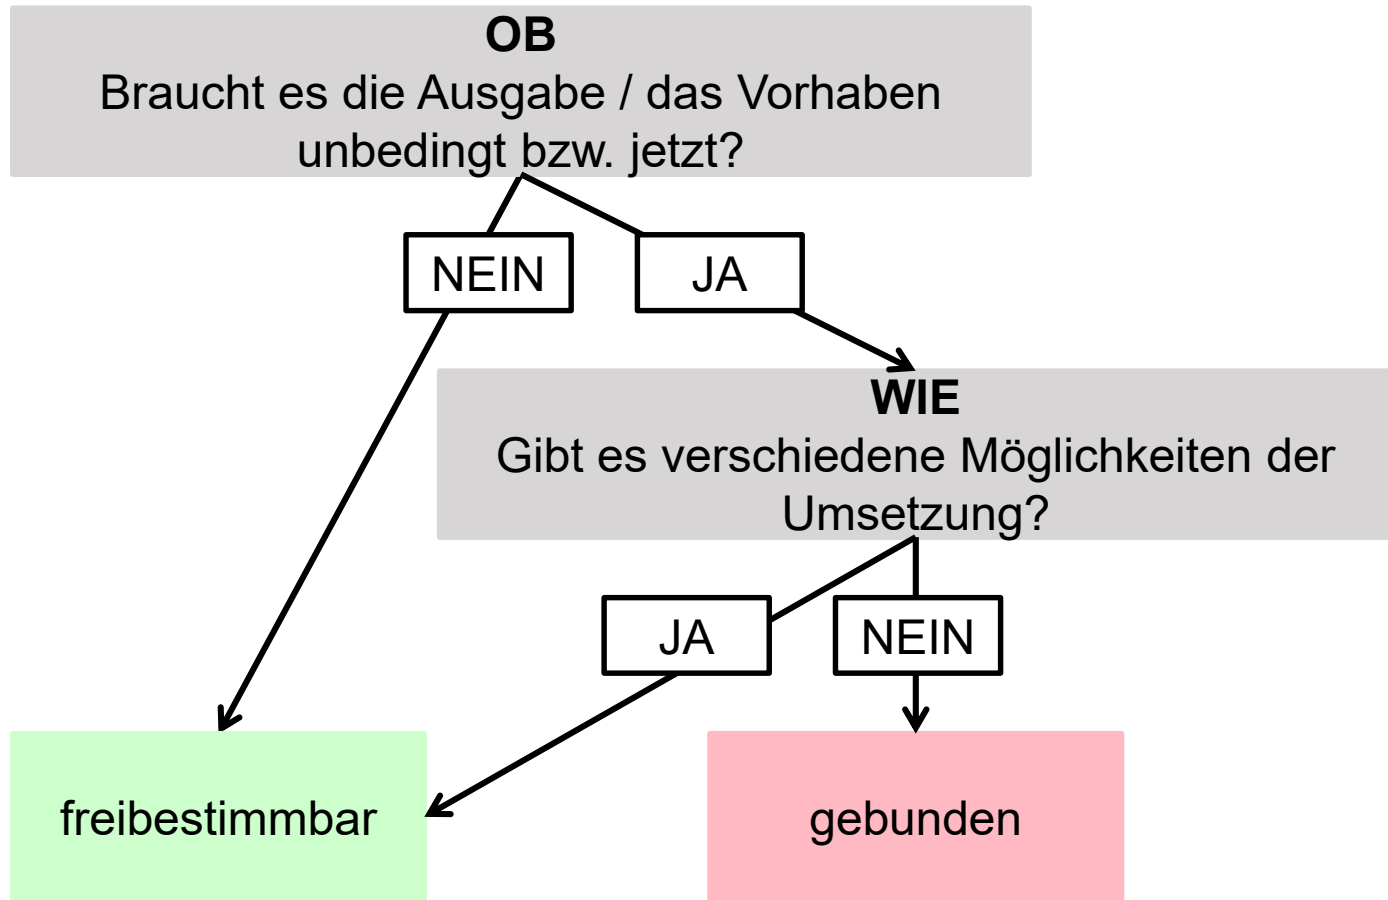 OB
Braucht es die Ausgabe / das Vorhaben
unbedingt bzw. jetzt?
NEIN
JA
WIE
Gibt es verschiedene Möglichkeiten der
Umsetzung?
JA
NEIN
freibestimmbar
gebunden